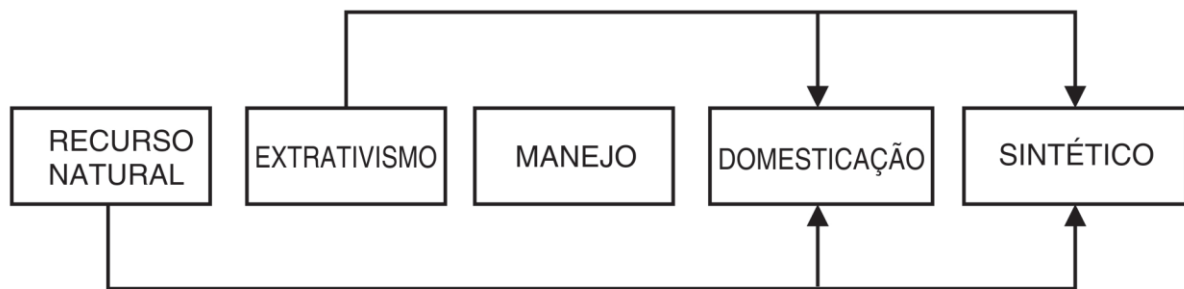 RECURSO
NATURAL
EXTRATIVISMO
MANEJO
DOMESTICAÇÃO
SINTÉTICO